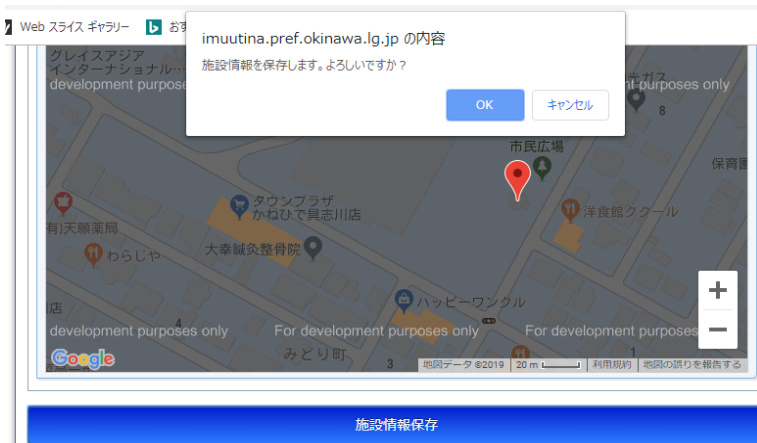 Web スライス ギャラリー
おす
imuutina.pref.okinawa.lg.jp の内容
施設情報を保存します。よろしいですか？
OK
キャンセル
グレイスアジア
インターナショナル…
development purpose
nt purposes only
8
市民広場
保育園
タウンプラザ
かねひで具志川店
洋食館ククール
有)天願薬局
わらじや
大幸鍼灸整骨院
ハッピーワンクル
店
4
development purposes only
For development purposes only
For development purposes
みどり町
3
1
Google
地図データ ©2019
20 m
利用規約
地図の誤りを報告する
施設情報保存